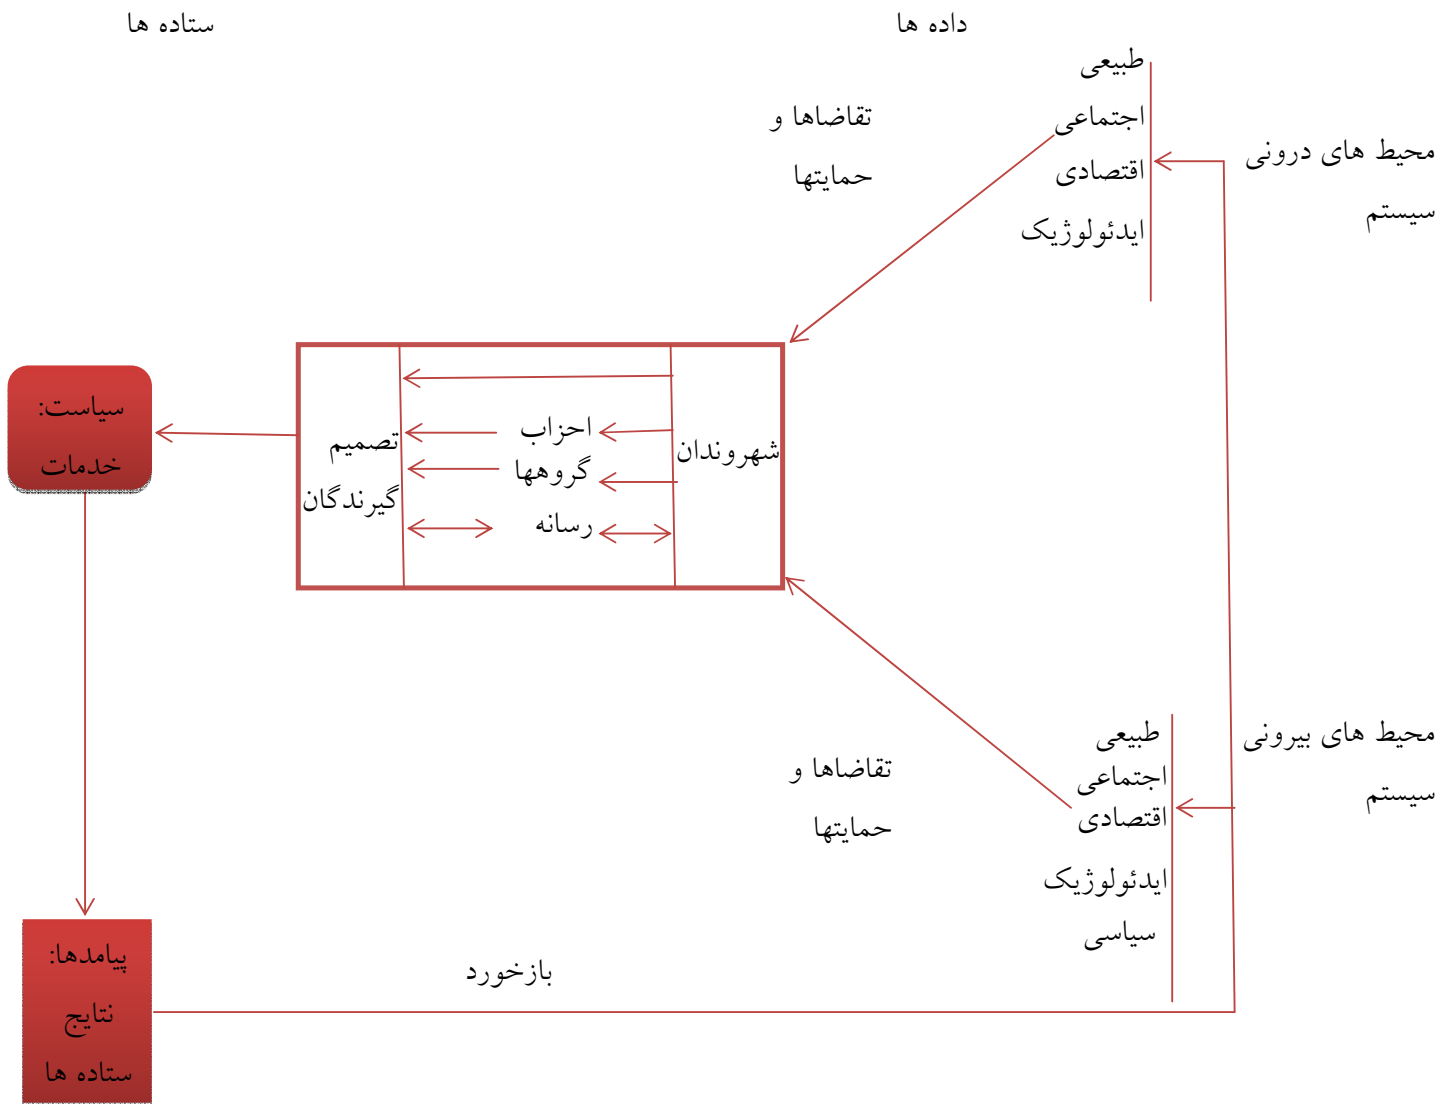 داده ها
ستاده ها
محیط های درونی
سیستم
طبیعی
اجتماعی
اقتصادی
ایدئولوژیک
تقاضاها و
حمایتها
شهروندان
احزاب
گروهها
رسانه
تصمیم
گیرندگان
سیاست:
خدمات
محیط های بیرونی
سیستم
طبیعی
اجتماعی
اقتصادی
ایدئولوژیک
سیاسی
تقاضاها و
حمایتها
بازخورد
پیامدها:
نتایج
ستاده ها